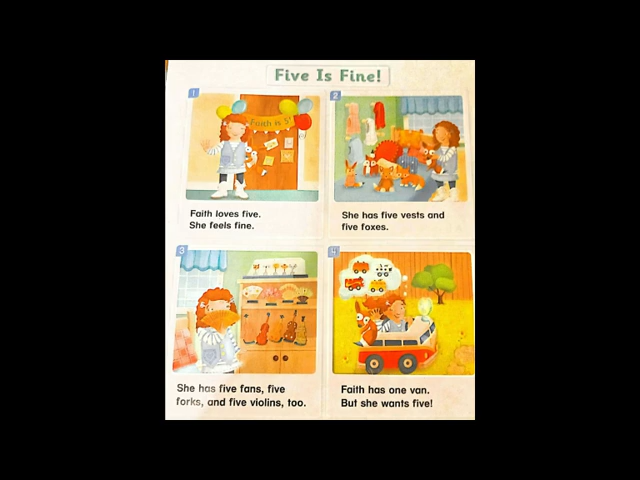 Five Is Fine!
1
Faith is 5!
Faith loves five.
She feels fine.
2
She has five vests and
five foxes.
3
She has five fans, five
forks, and five violins, too.
4
Faith has one van.
But she wants five!